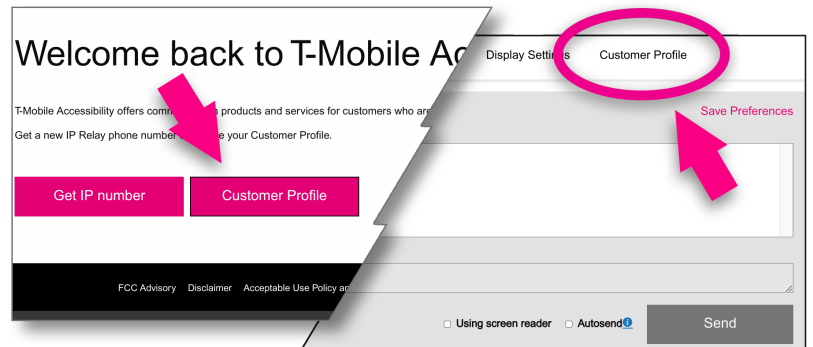 Welcome back to T-Mobile Ac
T-Mobile Accessibility offers comm products and services for customers who are
Get a new IP Relay phone number your Customer Profile.
Get IP number
Customer Profile
FCC Advisory Disclaimer Acceptable Use Policy
Display Settings Customer Profile
Save Preferences
Using screen reader Autosend
Send